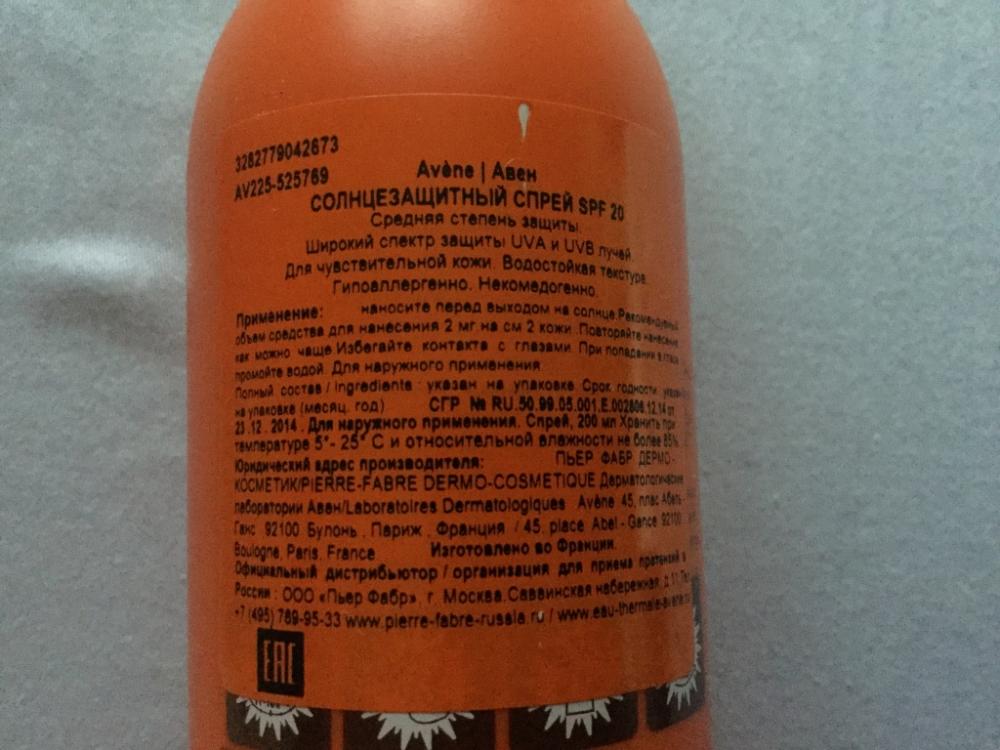 3282779042673
AV225-525769
Avène | Авен
СОЛНЦЕЗАЩИТНЫЙ СПРЕЙ SPF 20
Средняя степень защиты.
Широкий спектр защиты UVA и UVB лучей.
Для чувствительной кожи. Водостойкая текстура.
Гипоаллергенно. Некомедогенно.
Применение: наносите перед выходом на солнце.Рекомендуемый
объем средства для нанесения 2 мг на см 2 кожи .Повторяйте нанесение
как можно чаще.Избегайте контакта с глазами. При попадании в глаза
промойте водой. Для наружного применения.
Полный состав / Ingredients : указан на упаковке. Срок годности: указан
на упаковке (месяц. год). СГР № RU.50.99.05.001.E.002806.12.14 от
23.12 .2014 . Для наружного применения. Спрей, 200 мл Хранить при
температуре 5°- 25° С и относительной влажности не более 85%.
Юридический адрес производителя: ПЬЕР ФАБР ДЕРМО-
КОСМЕТИК/PIERRE-FABRE DERMO-COSMETIQUE Дерматологические
лаборатории Авен/Laboratoires Dermatologiques Avène 45, плас Абель -
Ганс 92100 Булонь , Париж , Франция / 45, place Abel - Gance 92100
Boulogne, Paris, France Изготовлено во Франции.
Официальный дистрибьютор / организация для приема претензий в
России : ООО «Пьер Фабр», г. Москва.Саввинская набережная, д.
+7 (495) 789-95-33 www.pierre-fabre-russia.ru / www.eau-thermale-avene.ru
EAC